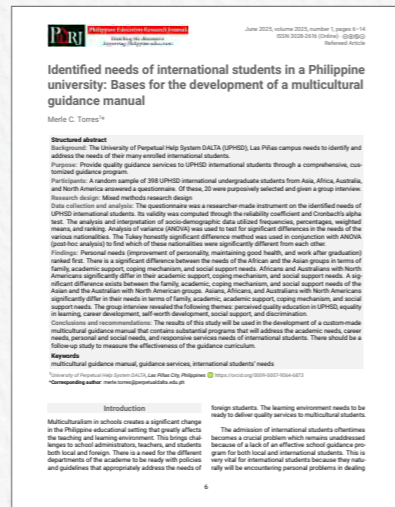 PERJ
Philippine Education Research Journal
June 2025, volume 2025, number 1, pages 6–14
ISSN 3028-2616 (Online)
Refereed Article
Identified needs of international students in a Philippine
university: Bases for the development of a multicultural
guidance manual
Merle C. Torres¹*
Structured abstract
Background: The University of Perpetual Help System DALTA (UPHSD), Las Piñas campus needs to identify and
address the needs of their many enrolled international students.
Purpose: Provide quality guidance services to UPHSD international students through a comprehensive, cus-
tomized guidance program.
Participants: A random sample of 398 UPHSD international undergraduate students from Asia, Africa, Australia,
and North America answered a questionnaire. Of these, 20 were purposively selected and given a group interview.
Research design: Mixed methods research design
Data collection and analysis: The questionnaire was a researcher-made instrument on the identified needs of
UPHSD international students. Its validity was computed through the reliability coefficient and Cronbach's alpha
test. The analysis and interpretation of socio-demographic data utilized frequencies, percentages, weighted
means, and ranking. Analysis of variance (ANOVA) was used to test for significant differences in the needs of the
various nationalities. The Tukey honestly significant difference method was used in conjunction with ANOVA
(post-hoc analysis) to find which of these nationalities were significantly different from each other.
Findings: Personal needs (improvement of personality, maintaining good health, and work after graduation)
ranked first. There is a significant difference between the needs of the African and the Asian groups in terms of
family, academic support, coping mechanism, and social support needs. Africans and Australians with North
Americans significantly differ in their academic support, coping mechanism, and social support needs. A sig-
nificant difference exists between the family, academic, coping mechanism, and social support needs of the
Asian and the Australian with North American groups. Asians, Africans, and Australians with North Americans
significantly differ in their needs in terms of family, academic, academic support, coping mechanism, and social
support needs. The group interview revealed the following themes: perceived quality education in UPHSD, equality
in learning, career development, self-worth development, social support, and discrimination.
Conclusions and recommendations: The results of this study will be used in the development of a custom-made
multicultural guidance manual that contains substantial programs that will address the academic needs, career
needs, personal and social needs, and responsive services needs of international students. There should be a
follow-up study to measure the effectiveness of the guidance curriculum.
Keywords
multicultural guidance manual, guidance services, international students' needs
¹University of Perpetual Help System DALTA, Las Piñas City, Philippines
*Corresponding author: merle.torres@perpetualdalta.edu.ph
Introduction
Multiculturalism in schools creates a significant change
in the Philippine educational setting that greatly affects
the teaching and learning environment. This brings chal-
lenges to school administrators, teachers, and students
both local and foreign. There is a need for the different
departments of the academe to be ready with policies
and guidelines that appropriately address the needs of
foreign students. The learning environment needs to be
ready to deliver quality services to multicultural students.
The admission of international students oftentimes
becomes a crucial problem which remains unaddressed
because of a lack of an effective school guidance pro-
gram for both local and international students. This is
very vital for international students because they natu-
rally will be encountering personal problems in dealing
6